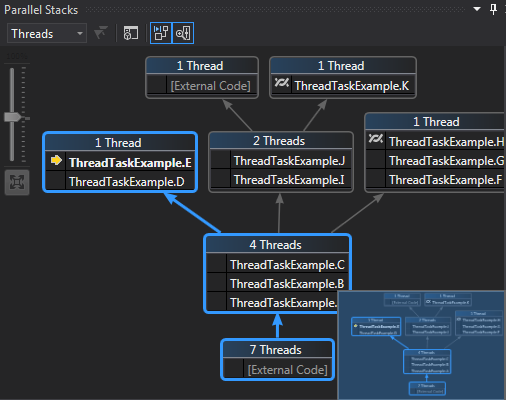 Parallel Stacks
Threads
1 Thread
[External Code]
1 Thread
ThreadTaskExample.K
1 Thread
ThreadTaskExample.E
ThreadTaskExample.D
2 Threads
ThreadTaskExample.J
ThreadTaskExample.I
1 Thread
ThreadTaskExample.H
ThreadTaskExample.G
ThreadTaskExample.F
4 Threads
ThreadTaskExample.C
ThreadTaskExample.B
ThreadTaskExample.
7 Threads
[External Code]